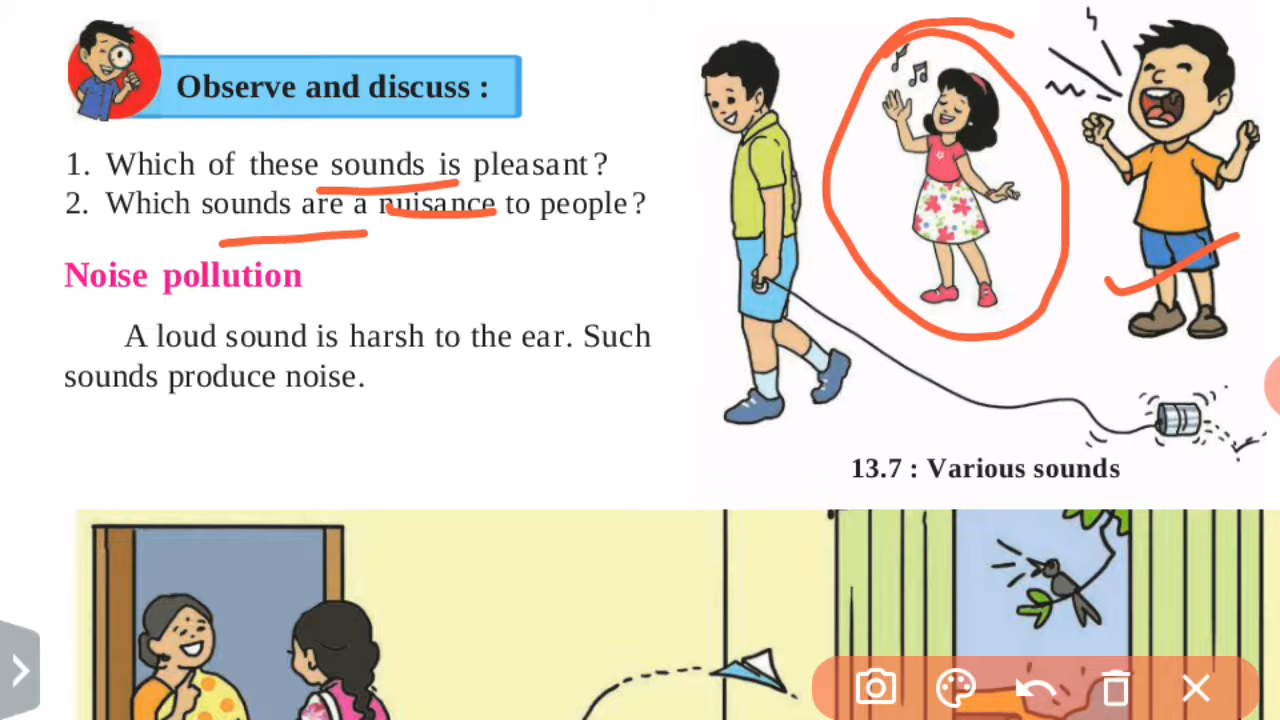 Observe and discuss :
1. Which of these sounds is pleasant?
2. Which sounds are a nuisance to people?
Noise pollution
A loud sound is harsh to the ear. Such
sounds produce noise.
13.7 : Various sounds